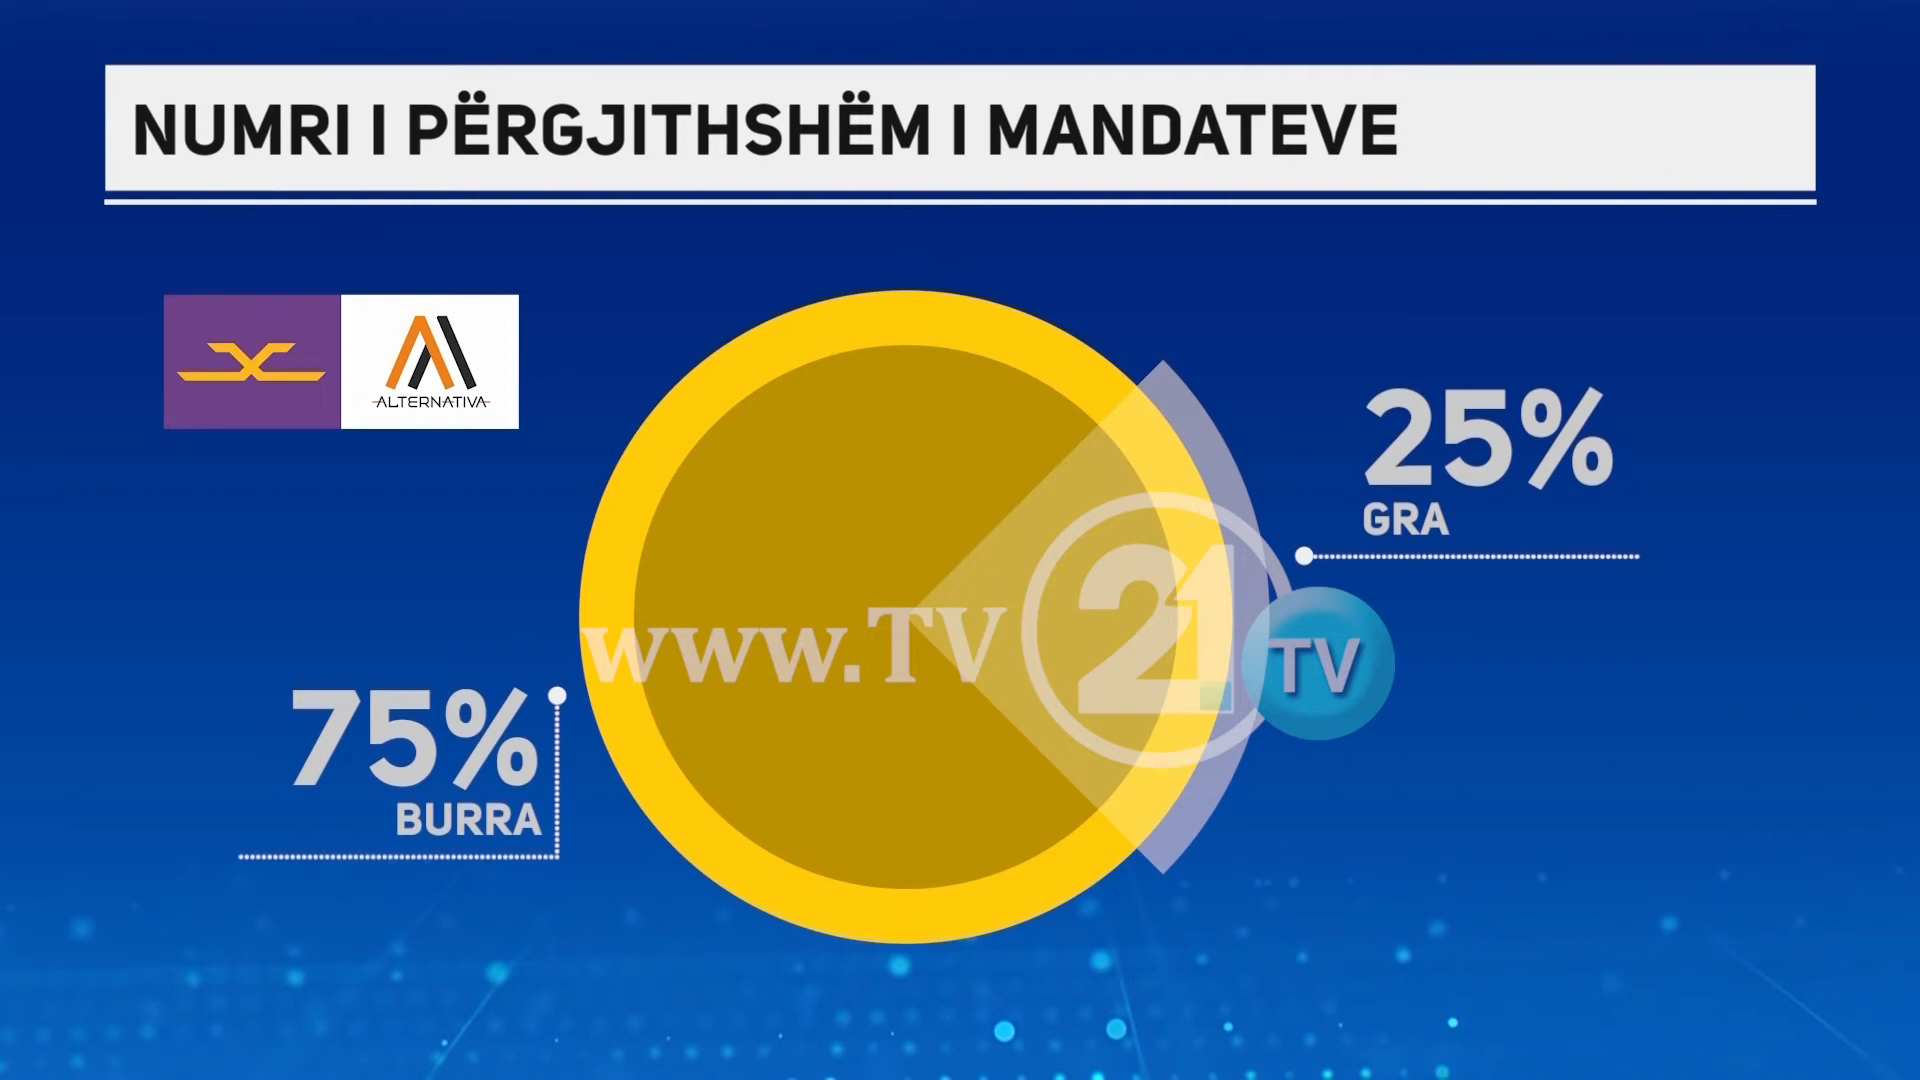 NUMRI I PËRGJITHSHËM I MANDATEVE
ALTERNATIVA
25%
GRA
www.TV 21 TV
75%
BURRA